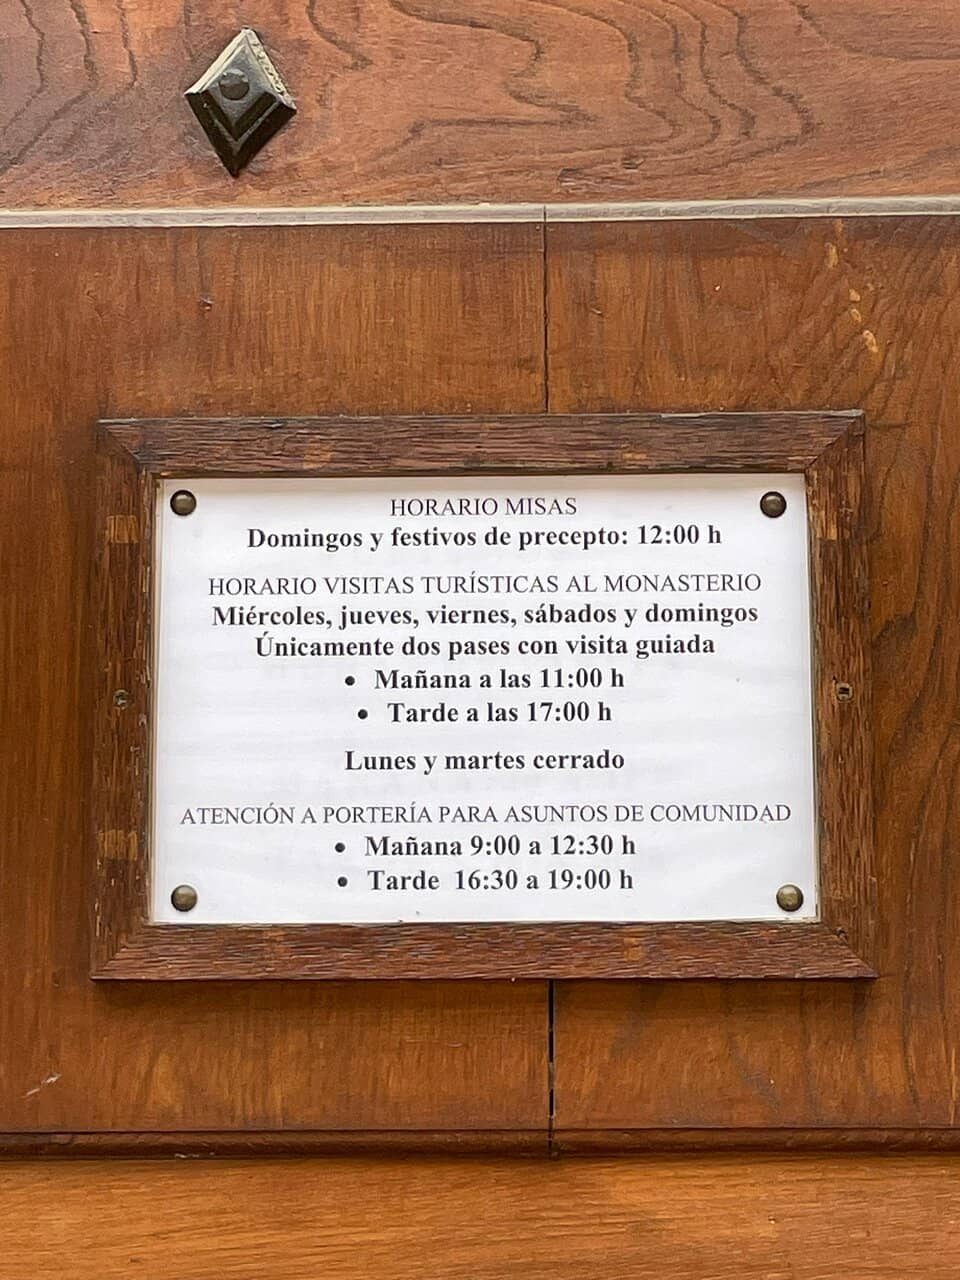 HORARIO MISAS
Domingos y festivos de precepto: 12:00 h
HORARIO VISITAS TURÍSTICAS AL MONASTERIO
Miércoles, jueves, viernes, sábados y domingos
Únicamente dos pases con visita guiada
• Mañana a las 11:00 h
• Tarde a las 17:00 h
Lunes y martes cerrado
ATENCIÓN A PORTERÍA PARA ASUNTOS DE COMUNIDAD
• Mañana 9:00 a 12:30 h
• Tarde 16:30 a 19:00 h